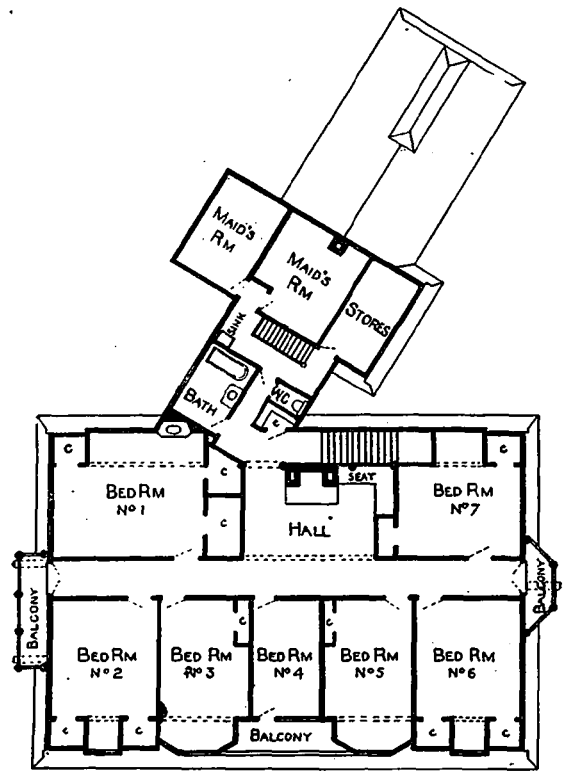 MAID'S
RM
MAID'S
RM
STORES
SINK
BATH
WC
C
C
C
C
BED RM
No 1
SEAT
HALL
BED RM
No 7
BALCONY
BALCONY
C
C
BED RM
No 2
BED RM
No 3
BED RM
No 4
BED RM
No 5
BED RM
No 6
C
C
BALCONY
C
C